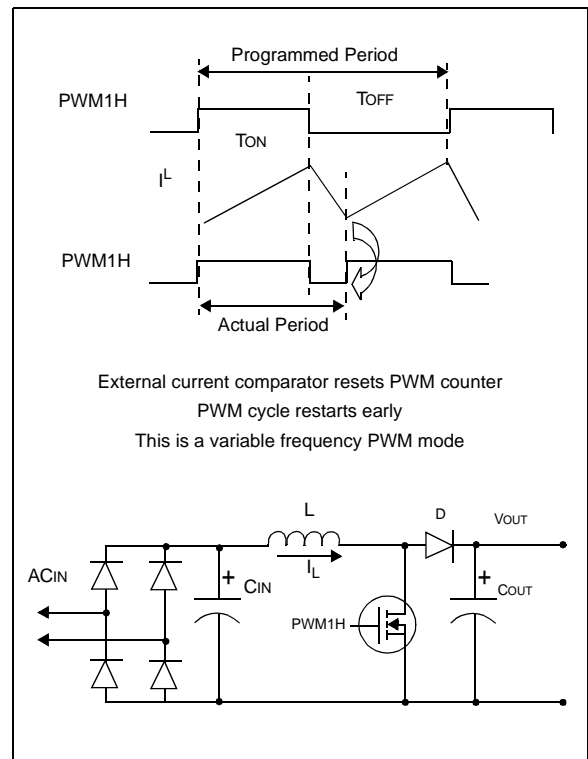 Programmed Period
PWM1H
TOFF
TON
IL
PWM1H
Actual Period
External current comparator resets PWM counter
PWM cycle restarts early
This is a variable frequency PWM mode
L
D
VOUT
ACIN
+
CIN
IL
+
COUT
PWM1H